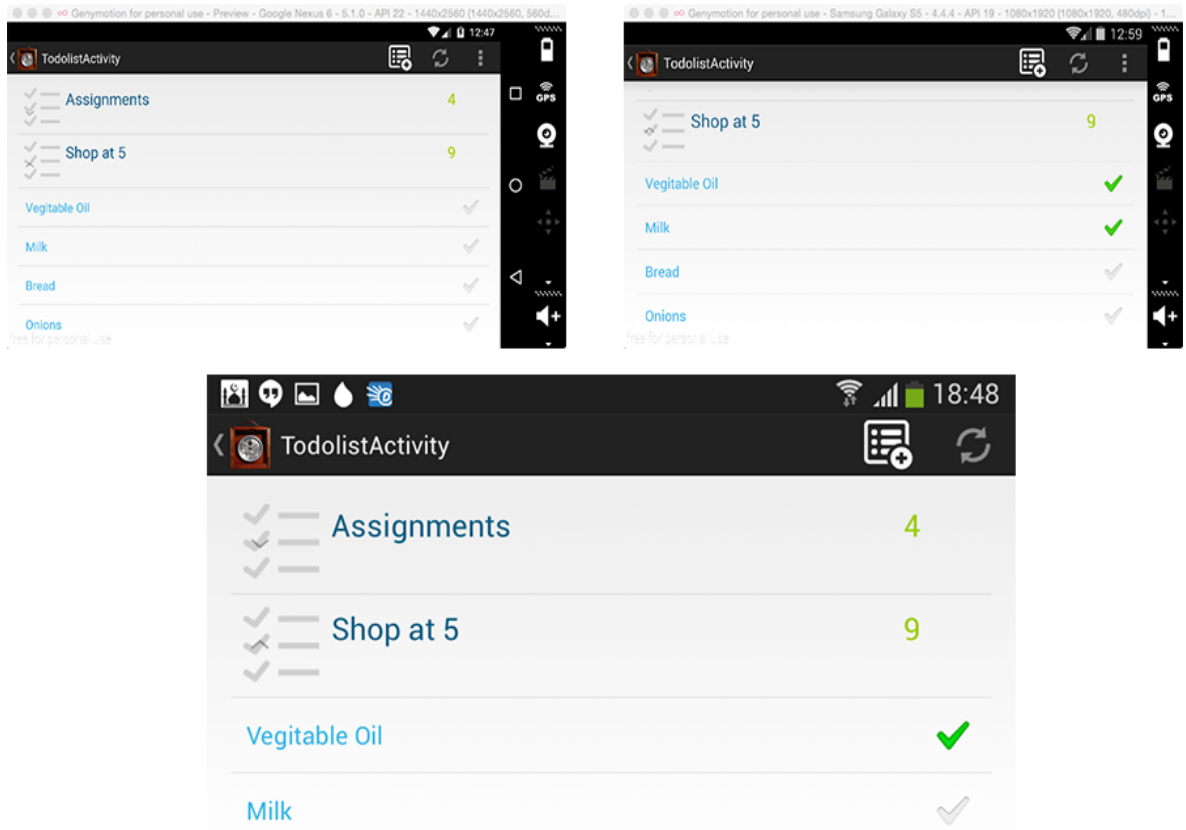 Genymotion for personal use - Preview - Google Nexus 6 - 5.1.0 - API 22 - 1440x2560 (1440x2560, 560d...
12:47
TodolistActivity
Assignments 4
GPS
Shop at 5 9
Vegitable Oil
Milk
Bread
Onions
free for personal use
Genymotion for personal use - Samsung Galaxy S5 - 4.4.4 - API 19 - 1080x1920 (1080x1920, 480dpi) - 1...
12:59
TodolistActivity
GPS
Shop at 5 9
Vegitable Oil
Milk
Bread
Onions
free for personal use
18:48
TodolistActivity
Assignments 4
Shop at 5 9
Vegitable Oil
Milk